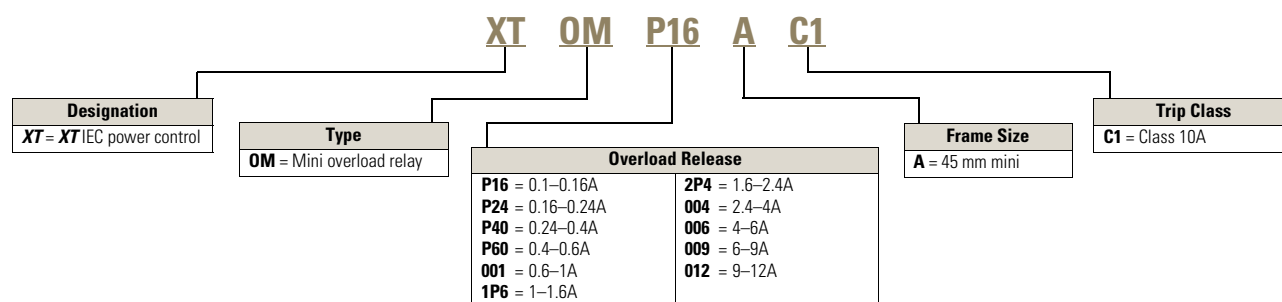 XT OM P16 A C1
Designation
XT = XT IEC power control
Type
OM = Mini overload relay
Overload Release
P16 = 0.1–0.16A
P24 = 0.16–0.24A
P40 = 0.24–0.4A
P60 = 0.4–0.6A
001 = 0.6–1A
1P6 = 1–1.6A
2P4 = 1.6–2.4A
004 = 2.4–4A
006 = 4–6A
009 = 6–9A
012 = 9–12A
Frame Size
A = 45 mm mini
Trip Class
C1 = Class 10A